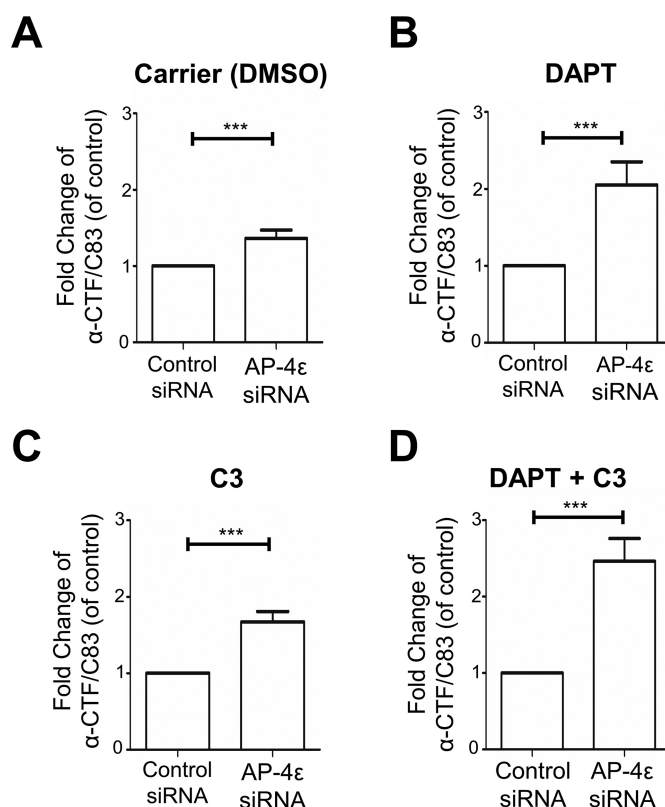 A
Carrier (DMSO)
***
Fold Change of
α-CTF/C83 (of control)
3
2
1
0
Control
siRNA
AP-4ε
siRNA
B
DAPT
***
Fold Change of
α-CTF/C83 (of control)
3
2
1
0
Control
siRNA
AP-4ε
siRNA
C
C3
***
Fold Change of
α-CTF/C83 (of control)
3
2
1
0
Control
siRNA
AP-4ε
siRNA
D
DAPT + C3
***
Fold Change of
α-CTF/C83 (of control)
3
2
1
0
Control
siRNA
AP-4ε
siRNA